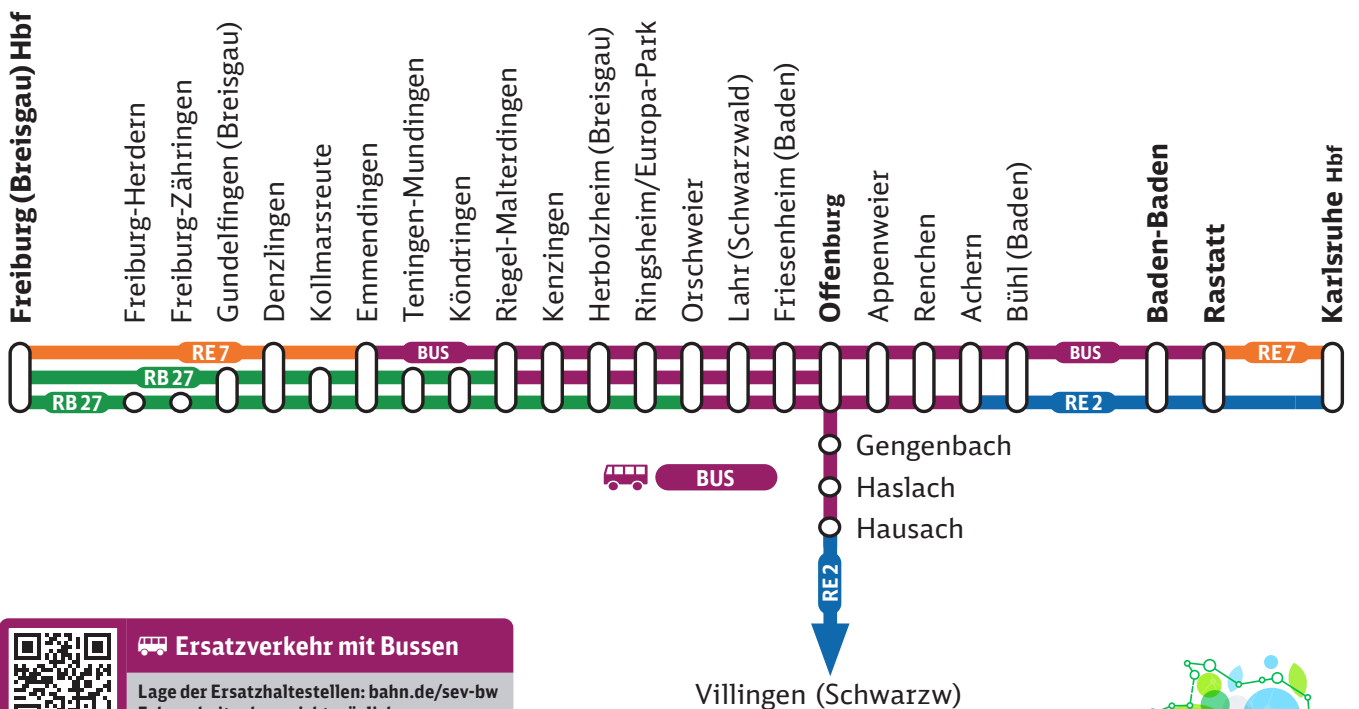 Freiburg (Breisgau) Hbf
Freiburg-Herdern
Freiburg-Zähringen
Gundelfingen (Breisgau)
Denzlingen
Kollmarsreute
Emmendingen
Teningen-Mundingen
Köndringen
Riegel-Malterdingen
Kenzingen
Herbolzheim (Breisgau)
Ringsheim/Europa-Park
Orschweier
Lahr (Schwarzwald)
Friesenheim (Baden)
Offenburg
Appenweier
Renchen
Achern
Bühl (Baden)
Baden-Baden
Rastatt
Karlsruhe Hbf
RE 7
BUS
BUS
RE 7
RB 27
RB 27
RE 2
Gengenbach
BUS
Haslach
Hausach
RE 2
Villingen (Schwarzw)
Ersatzverkehr mit Bussen
Lage der Ersatzhaltestellen: bahn.de/sev-bw